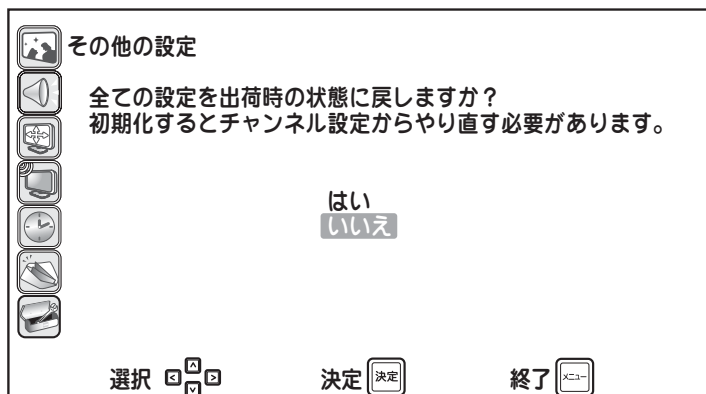 その他の設定
全ての設定を出荷時の状態に戻しますか？
初期化するとチャンネル設定からやり直す必要があります。
はい
いいえ
選択 決定 決定 終了 メニュー